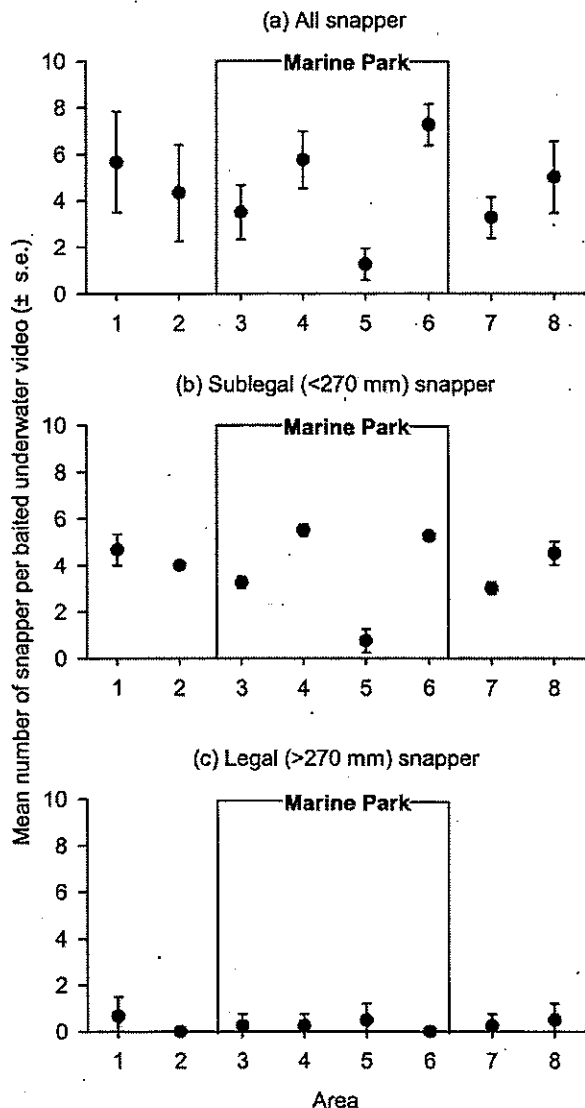 (a) All snapper
Marine Park
10
8
6
4
2
0
1 2 3 4 5 6 7 8
(b) Sublegal (<270 mm) snapper
Marine Park
10
8
6
4
2
0
1 2 3 4 5 6 7 8
(c) Legal (>270 mm) snapper
Marine Park
10
8
6
4
2
0
1 2 3 4 5 6 7 8
Area
Mean number of snapper per baited underwater video (± s.e.)